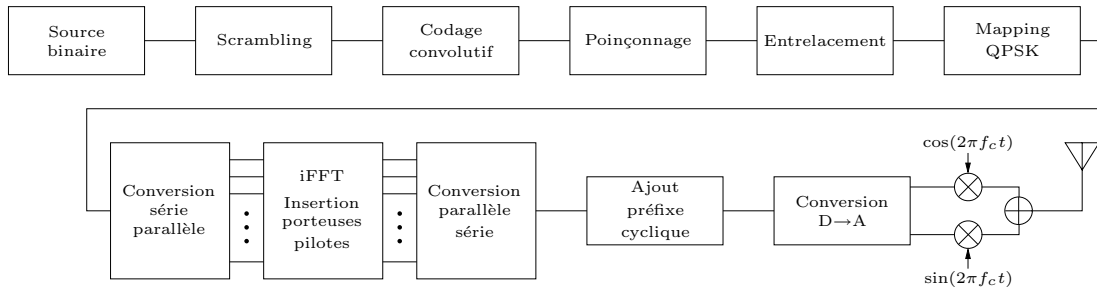 Source
binaire
Scrambling
Codage
convolutif
Poinçonnage
Entrelacement
Mapping
QPSK
Conversion
série
parallèle
iFFT
Insertion
porteuses
pilotes
Conversion
parallèle
série
Ajout
préfixe
cyclique
Conversion
D→A
cos(2πf_c t)
sin(2πf_c t)